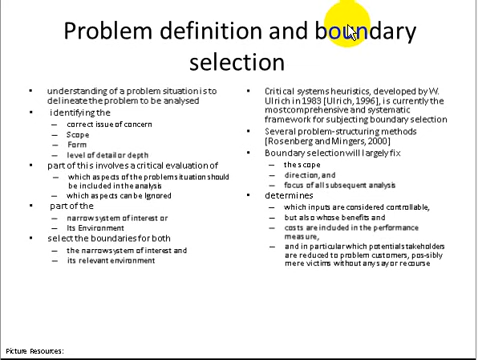 Problem definition and boundary
selection
• understanding of a problem situation is to
delineate the problem to be analysed
• identifying the
– correct issue of concern
– Scope
– Form
– level of detail or depth
• part of this involves a critical evaluation of
– which aspects of the problem situation should
be included in the analysis
– which aspects can be ignored
• part of the
– narrow system of interest or
– Its Environment
• select the boundaries for both
– the narrow system of interest and
– its relevant environment
• Critical systems heuristics, developed by W.
Ulrich in 1983 [Ulrich, 1996], is currently the
most comprehensive and systematic
framework for subjecting boundary selection
• Several problem-structuring methods
[Rosenberg and Mingers, 2000]
• Boundary selection will largely fix
– the scope
– direction, and
– focus of all subsequent analysis
• determines
– which inputs are considered controllable,
– but also whose benefits and
– costs are included in the performance
measure,
– and in particular which potential stakeholders
are reduced to problem customers, possibly
mere victims without any say or recourse
Picture Resources: